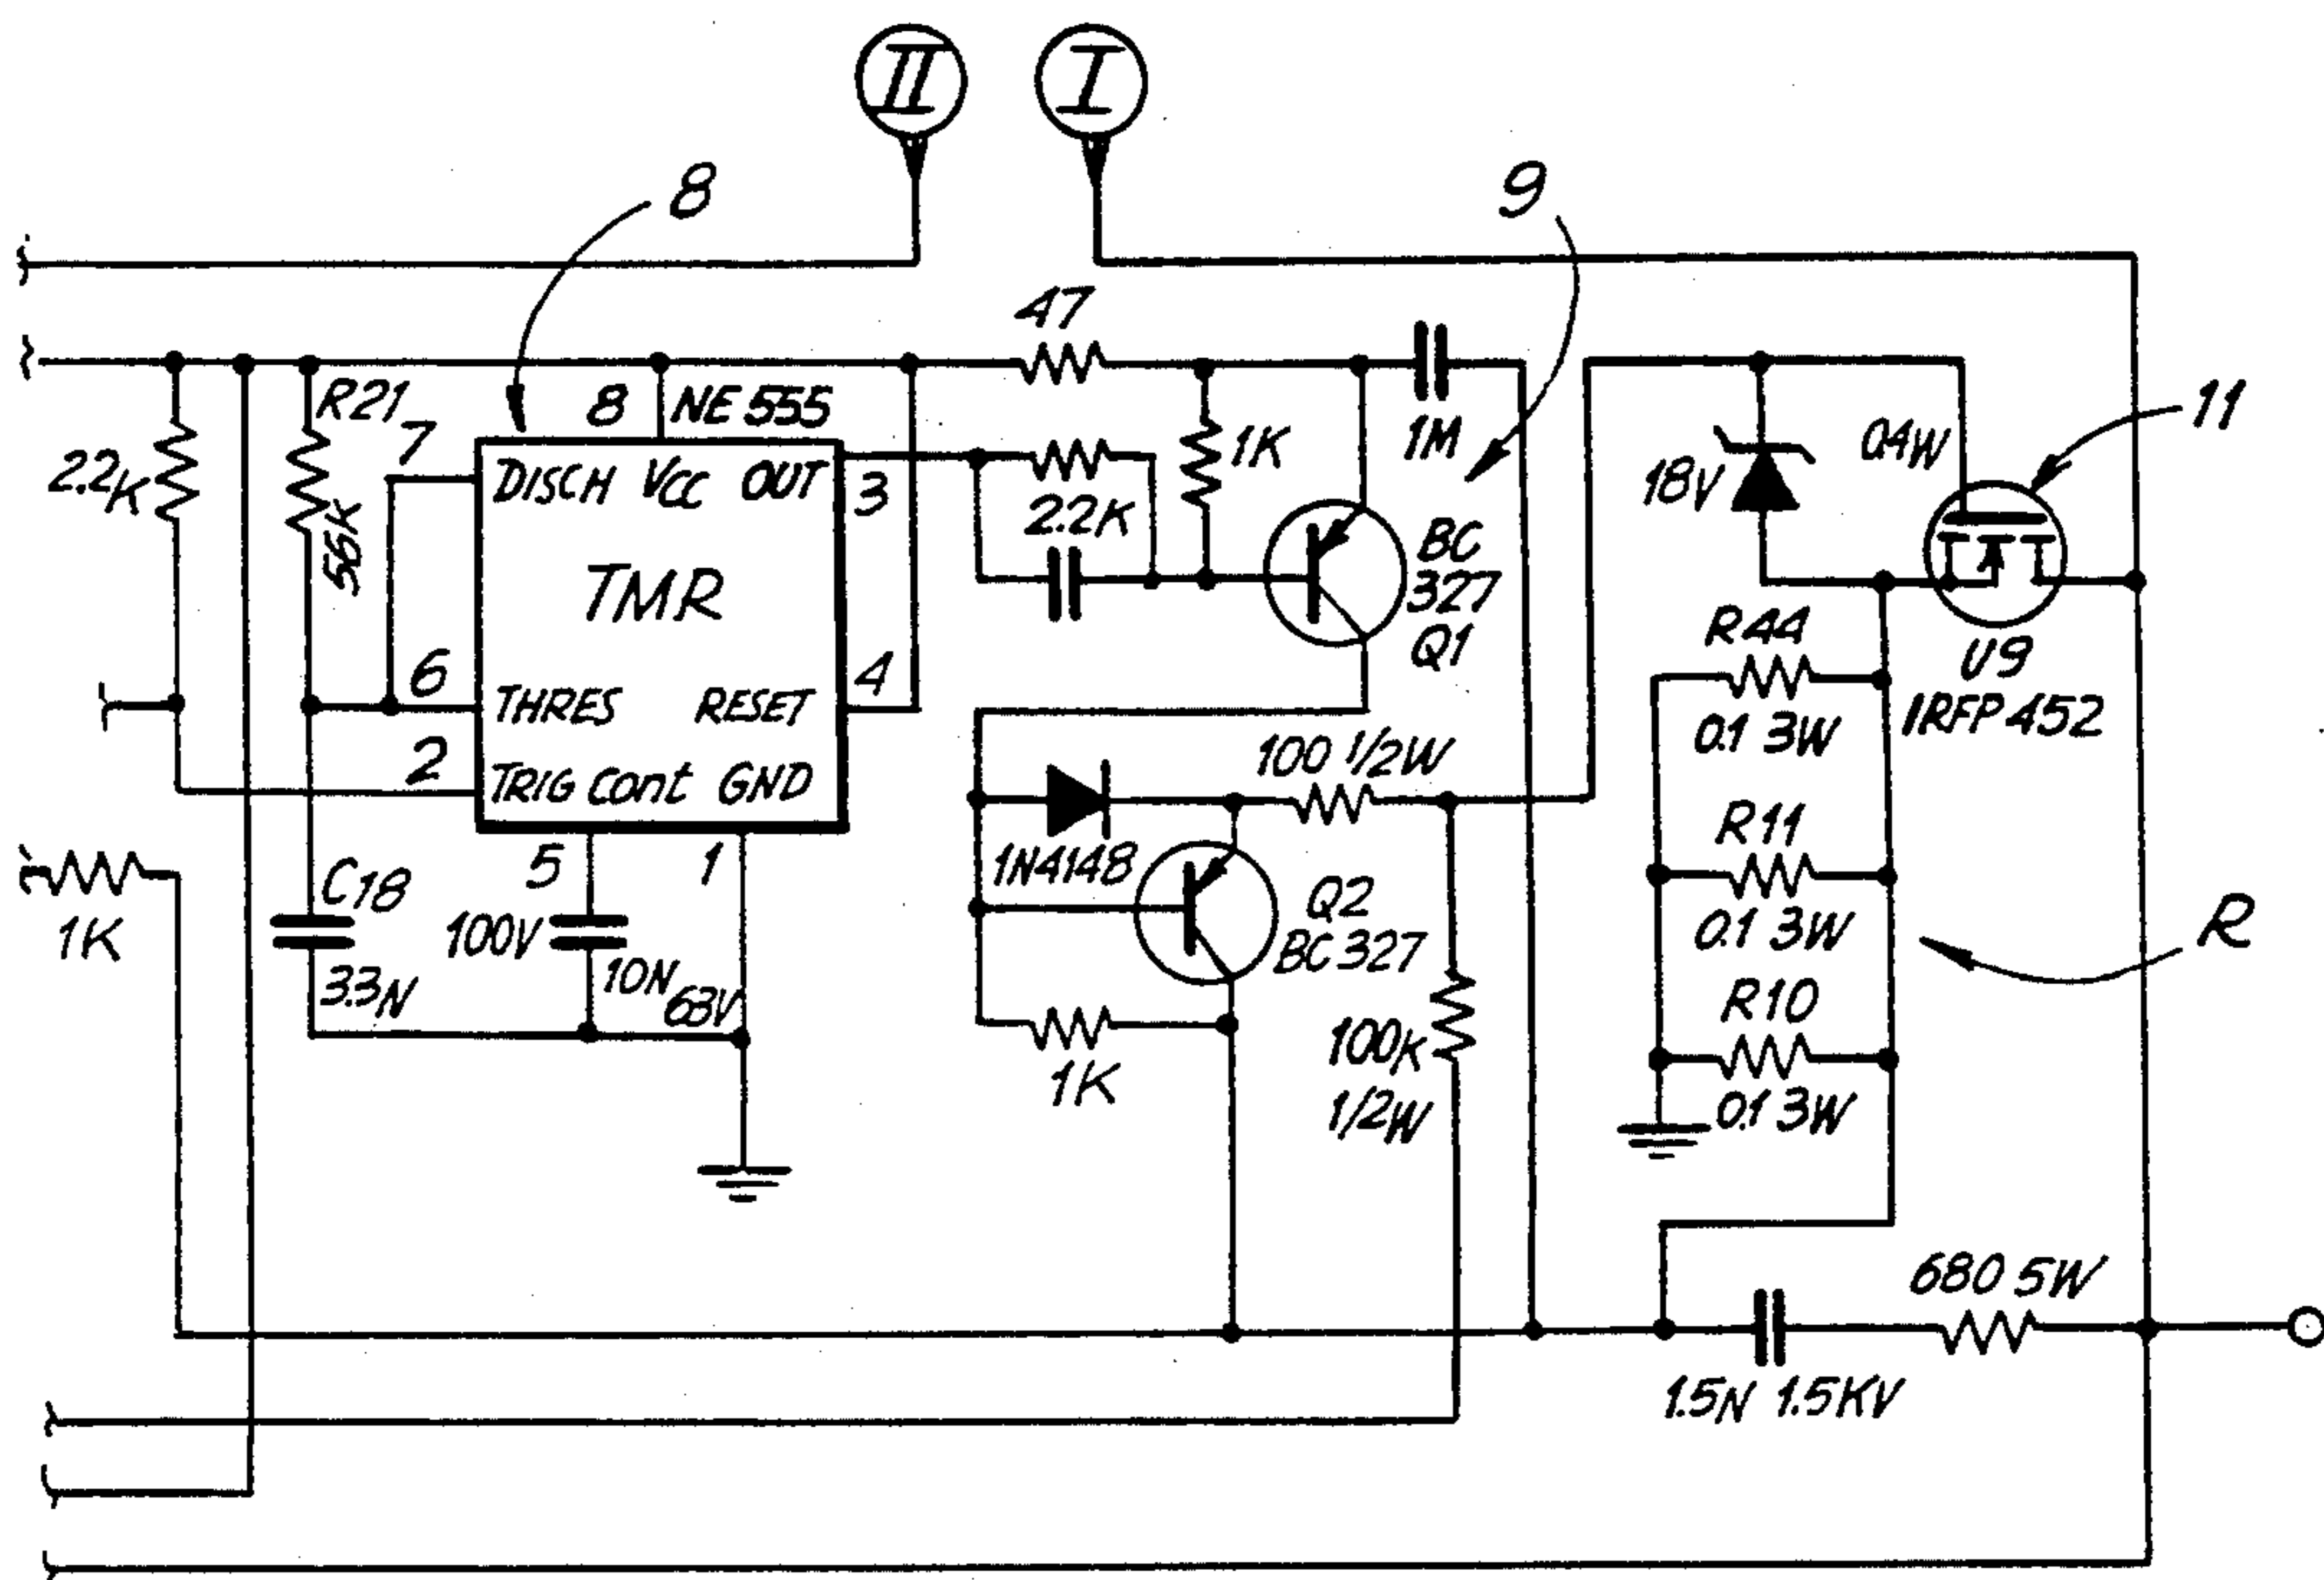 II
I
8
9
47
R21
7
8
NE 555
1M
11
2.2K
56K
DISCH
VCC
OUT
3
2.2K
1K
18V
0.4W
TMR
BC
327
Q1
6
THRES
RESET
4
R44
0.1 3W
U9
IRFP 452
2
TRIG
Cont
GND
100 1/2W
R11
0.1 3W
5
1
1N4148
Q2
BC 327
R
1K
C18
3.3N
100V
10N
63V
1K
100K
1/2W
R10
0.1 3W
680 5W
1.5N 1.5KV